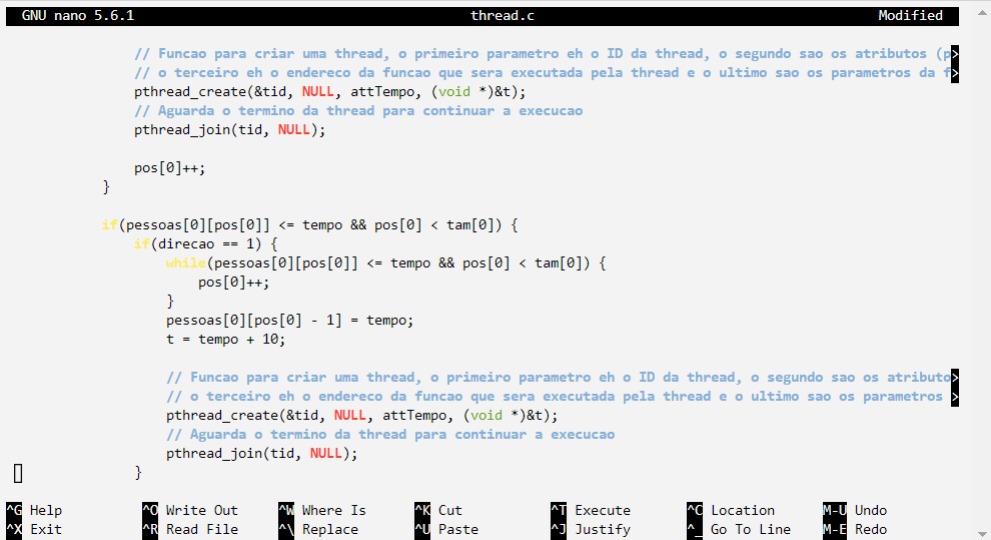 GNU nano 5.6.1 thread.c Modified
// Funcao para criar uma thread, o primeiro parametro eh o ID da thread, o segundo sao os atributos (p>
// o terceiro eh o endereco da funcao que sera executada pela thread e o ultimo sao os parametros da f>
pthread_create(&tid, NULL, attTempo, (void *)&t);
// Aguarda o termino da thread para continuar a execucao
pthread_join(tid, NULL);
pos[0]++;
}
if(pessoas[0][pos[0]] <= tempo && pos[0] < tam[0]) {
if(direcao == 1) {
while(pessoas[0][pos[0]] <= tempo && pos[0] < tam[0]) {
pos[0]++;
}
pessoas[0][pos[0] - 1] = tempo;
t = tempo + 10;
// Funcao para criar uma thread, o primeiro parametro eh o ID da thread, o segundo sao os atributo>
// o terceiro eh o endereco da funcao que sera executada pela thread e o ultimo sao os parametros >
pthread_create(&tid, NULL, attTempo, (void *)&t);
// Aguarda o termino da thread para continuar a execucao
pthread_join(tid, NULL);
}
^G Help ^O Write Out ^W Where Is ^K Cut ^T Execute ^C Location M-U Undo
^X Exit ^R Read File ^\ Replace ^U Paste ^J Justify ^_ Go To Line M-E Redo